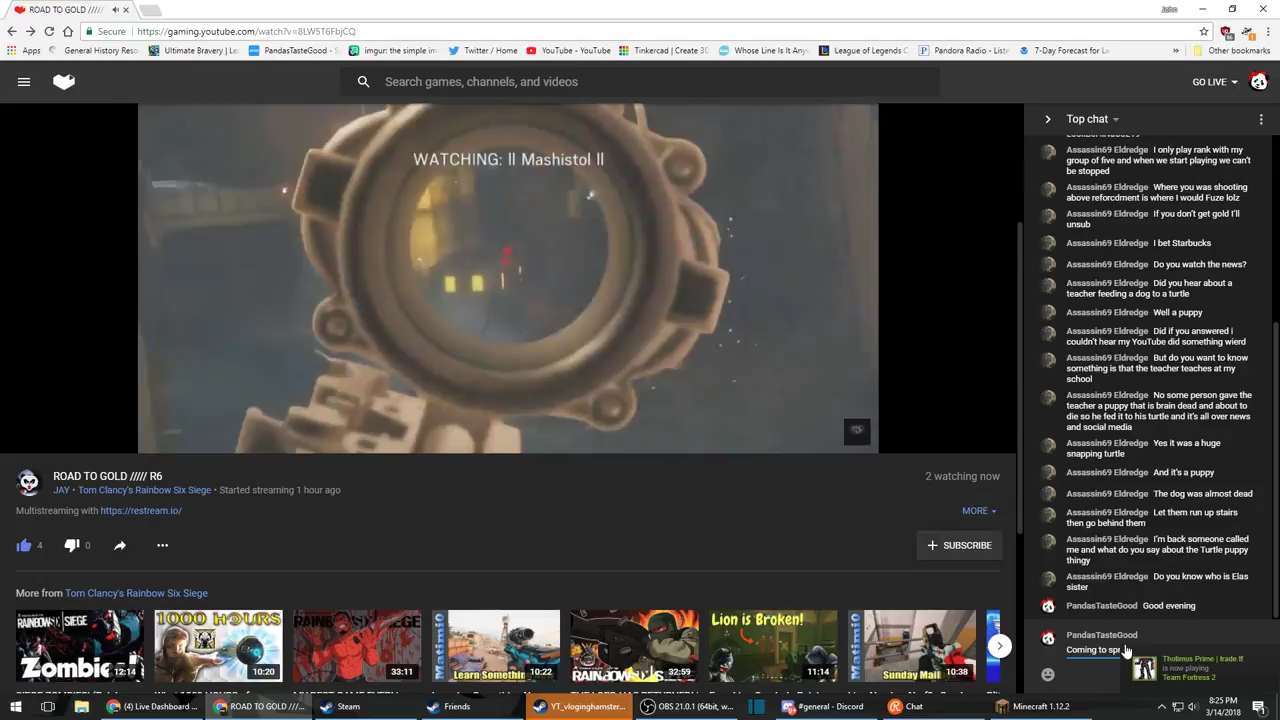 ROAD TO GOLD /////
John
Secure
https://gaming.youtube.com/watch?v=8LW5T6FbjCQ
Apps
General History Reso
Ultimate Bravery | Lea
PandasTasteGood - S
imgur: the simple im
Twitter / Home
YouTube - YouTube
Tinkercad | Create 3D
Whose Line Is It Any
League of Legends C
Pandora Radio - Liste
7-Day Forecast for La
Other bookmarks
Search games, channels, and videos
GO LIVE
WATCHING: ll Mashistol ll
Top chat
Assassin69 Eldredge I only play rank with my
group of five and when we start playing we can't
be stopped
Assassin69 Eldredge Where you was shooting
above reforcdment is where I would Fuze lolz
Assassin69 Eldredge If you don't get gold I'll
unsub
Assassin69 Eldredge I bet Starbucks
Assassin69 Eldredge Do you watch the news?
Assassin69 Eldredge Did you hear about a
teacher feeding a dog to a turtle
Assassin69 Eldredge Well a puppy
Assassin69 Eldredge Did if you answered i
couldn't hear my YouTube did something wierd
Assassin69 Eldredge But do you want to know
something is that the teacher teaches at my
school
Assassin69 Eldredge No some person gave the
teacher a puppy that is brain dead and about to
die so he fed it to his turtle and it's all over news
and social media
Assassin69 Eldredge Yes it was a huge
snapping turtle
Assassin69 Eldredge And it's a puppy
Assassin69 Eldredge The dog was almost dead
Assassin69 Eldredge Let them run up stairs
then go behind them
Assassin69 Eldredge I'm back someone called
me and what do you say about the Turtle puppy
thingy
Assassin69 Eldredge Do you know who is Elas
sister
PandasTasteGood Good evening
PandasTasteGood
Coming to spr
Thotimus Prime | trade.tf
is now playing
Team Fortress 2
ROAD TO GOLD ///// R6
2 watching now
JAY • Tom Clancy's Rainbow Six Siege • Started streaming 1 hour ago
Multistreaming with https://restream.io/
MORE
4
0
SUBSCRIBE
More from Tom Clancy's Rainbow Six Siege
Zombie
12:14
1000 HOURS
10:20
33:11
Learn Something
10:22
32:59
Lion is Broken!
11:14
Sunday Mail
10:38
(4) Live Dashboard ...
ROAD TO GOLD ////...
Steam
Friends
YT_vloginghamster...
OBS 21.0.1 (64bit, w...
#general - Discord
Chat
Minecraft 1.12.2
8:25 PM
3/14/2018